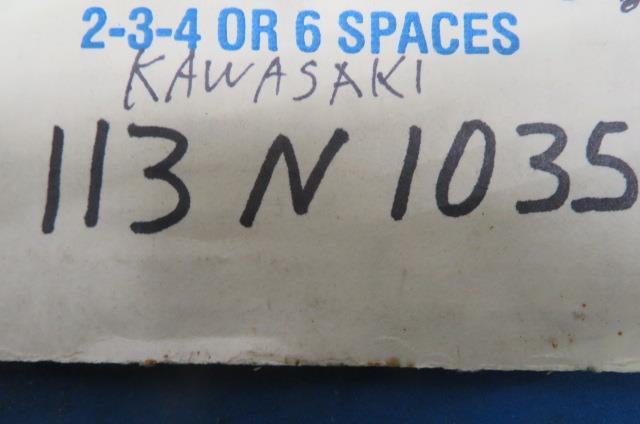 2-3-4 OR 6 SPACES
KAWASAKI
113 N 1035